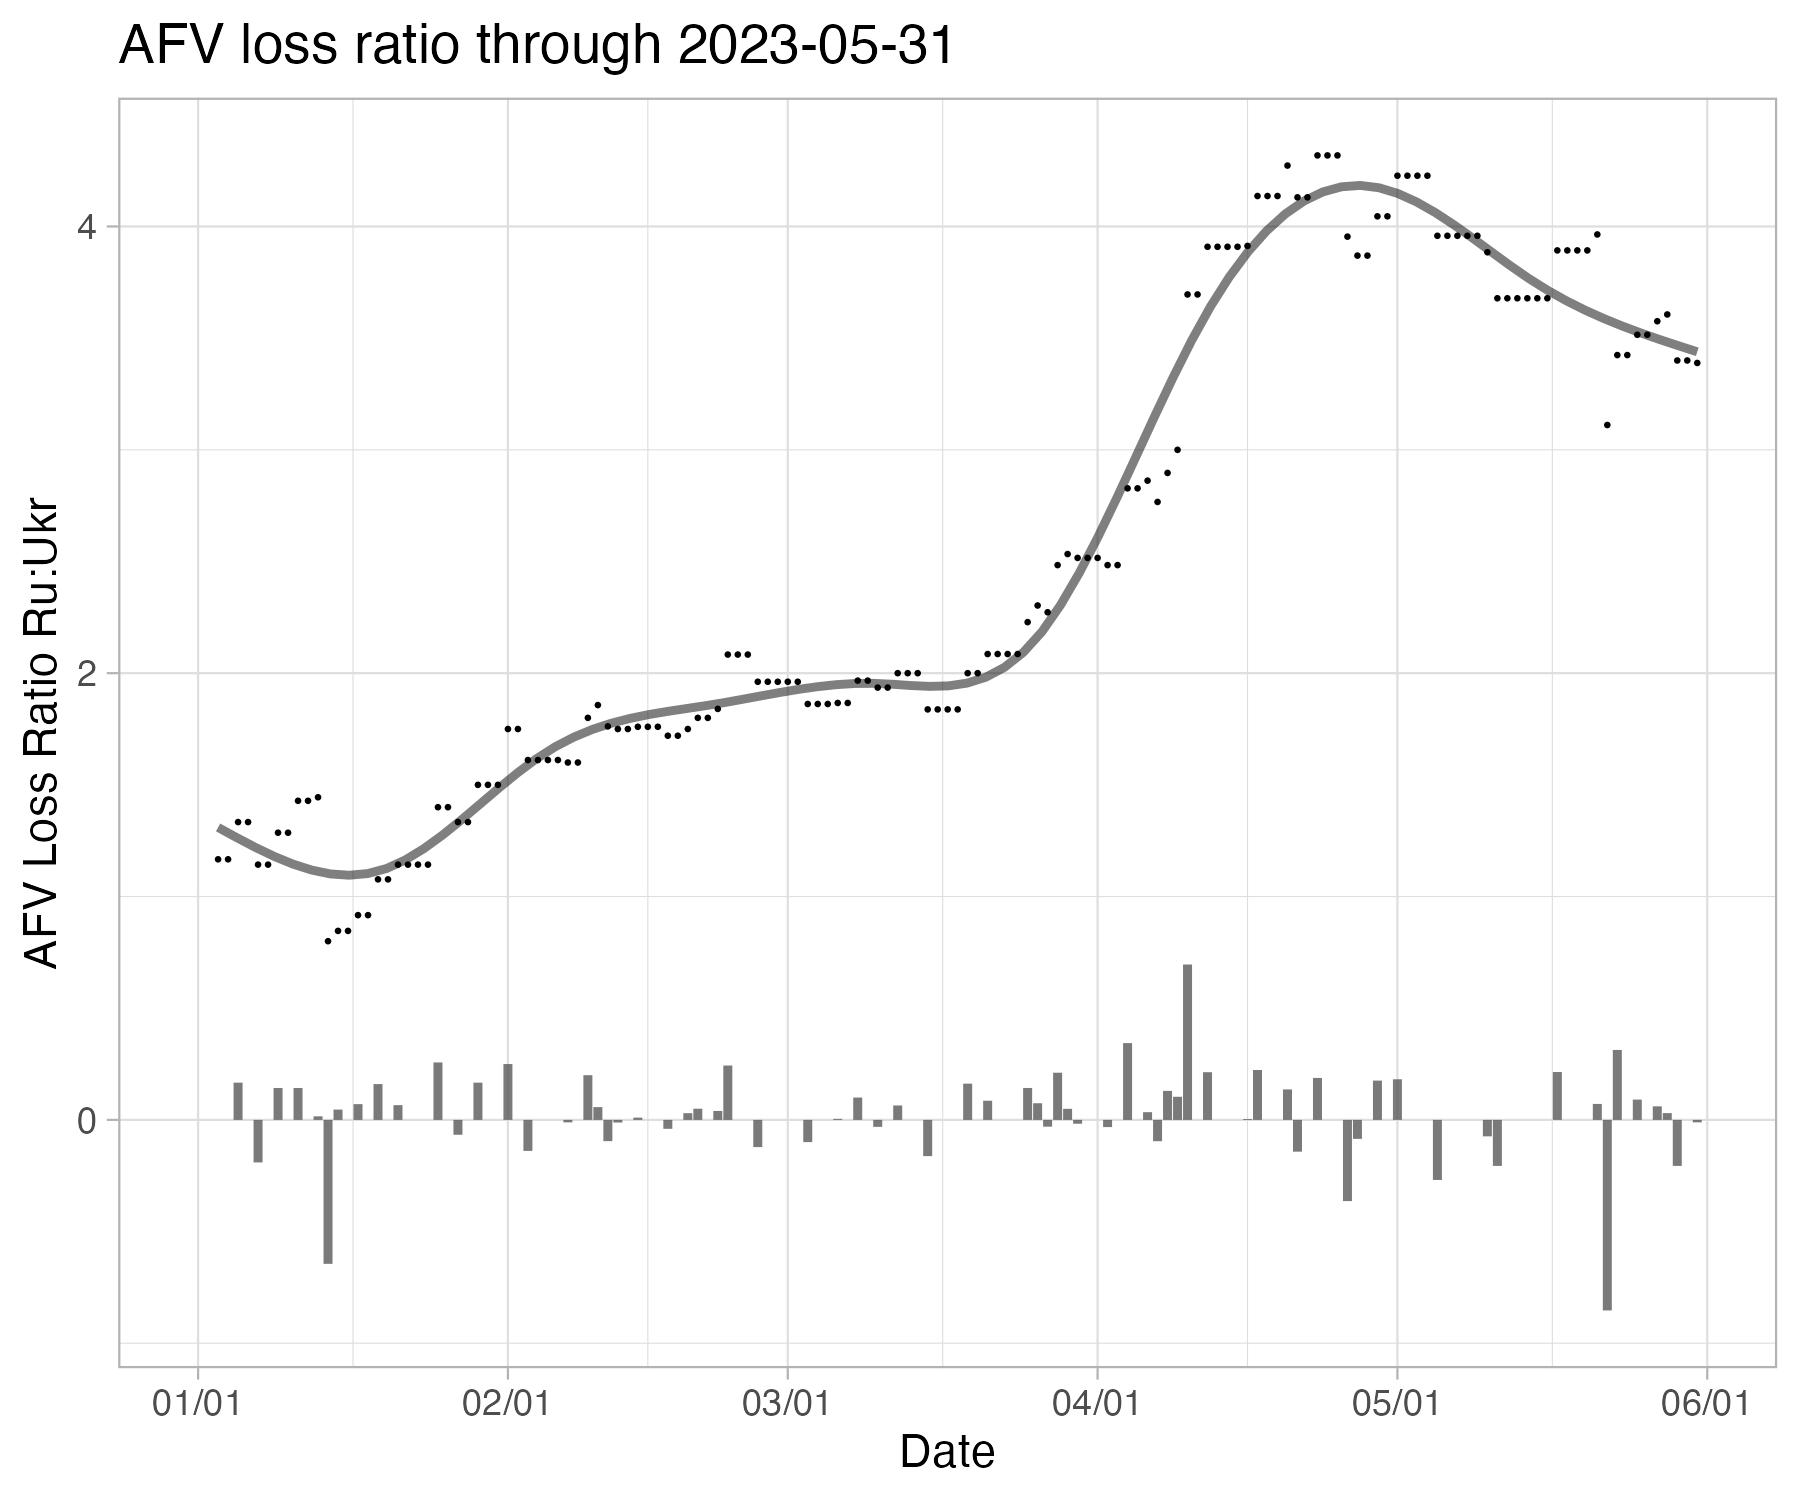 AFV loss ratio through 2023-05-31
AFV Loss Ratio Ru:Ukr
4
2
0
01/01 02/01 03/01 04/01 05/01 06/01
Date